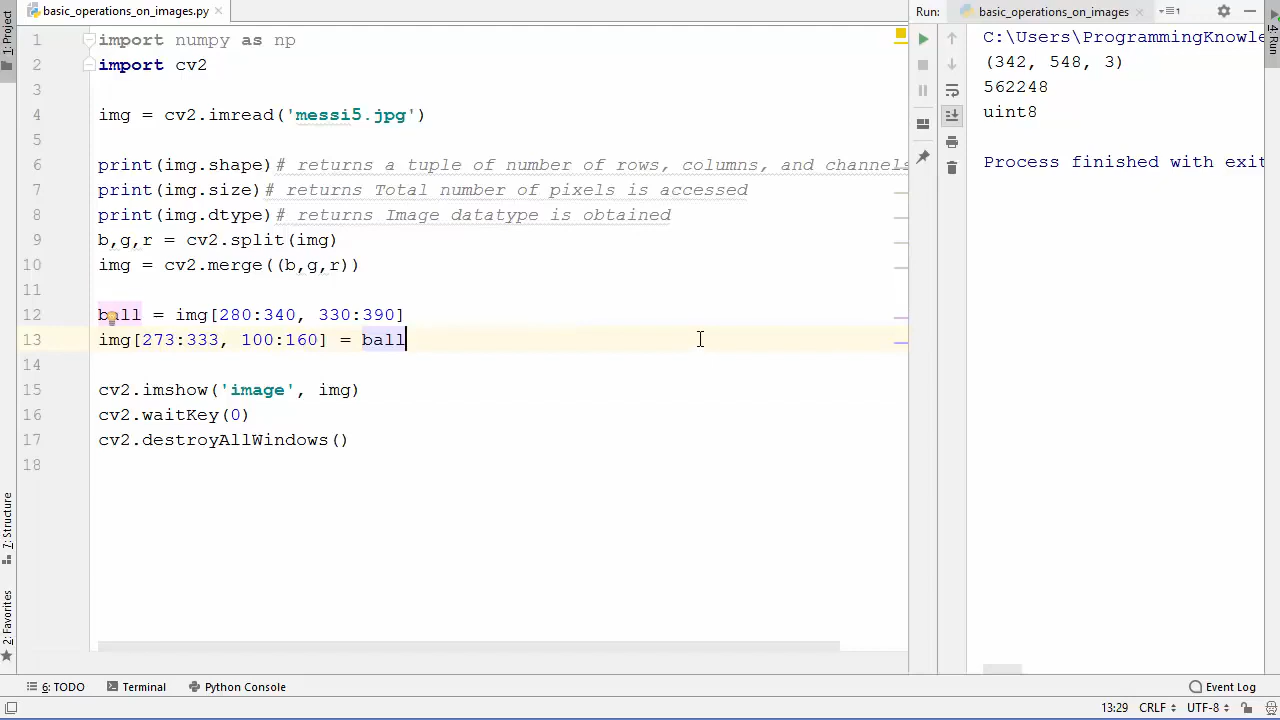 basic_operations_on_images.py
Run: basic_operations_on_images
1: Project
4: Run
1 import numpy as np
2 import cv2
3
4 img = cv2.imread('messi5.jpg')
5
6 print(img.shape)# returns a tuple of number of rows, columns, and channels
7 print(img.size)# returns Total number of pixels is accessed
8 print(img.dtype)# returns Image datatype is obtained
9 b,g,r = cv2.split(img)
10 img = cv2.merge((b,g,r))
11
12 ball = img[280:340, 330:390]
13 img[273:333, 100:160] = ball
14
15 cv2.imshow('image', img)
16 cv2.waitKey(0)
17 cv2.destroyAllWindows()
18
C:\Users\ProgrammingKnowle
(342, 548, 3)
562248
uint8
Process finished with exit
7: Structure
2: Favorites
6: TODO Terminal Python Console Event Log
13:29 CRLF UTF-8